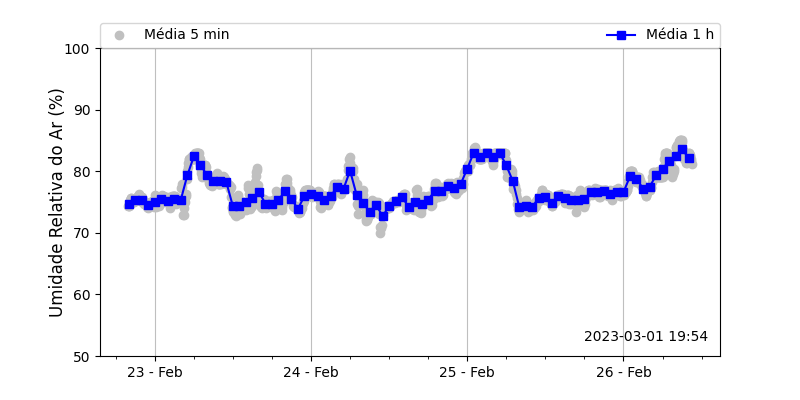 Média 5 min
Média 1 h
Umidade Relativa do Ar (%)
100
90
80
70
60
50
2023-03-01 19:54
23 - Feb
24 - Feb
25 - Feb
26 - Feb